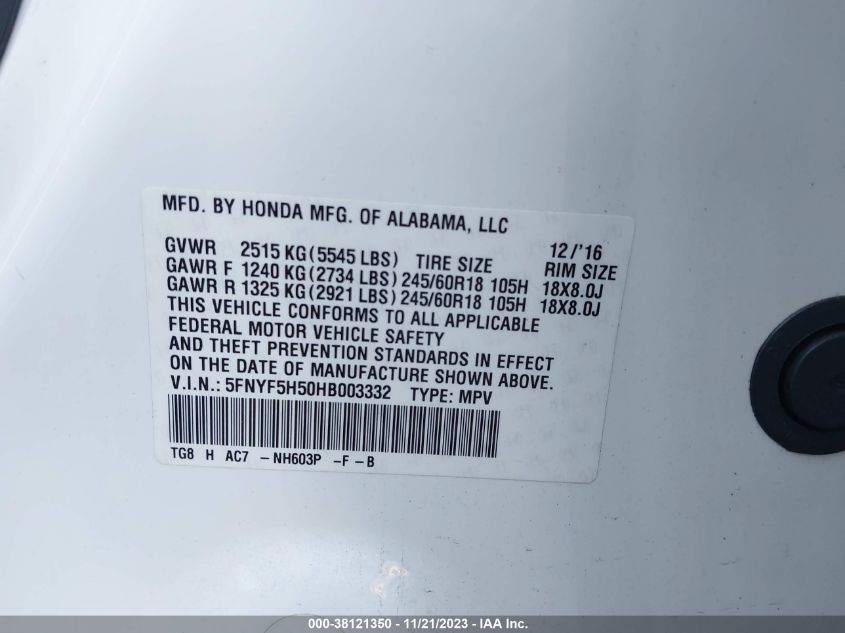 MFD. BY HONDA MFG. OF ALABAMA, LLC
GVWR 2515 KG(5545 LBS) TIRE SIZE 12/'16 RIM SIZE
GAWR F 1240 KG(2734 LBS)245/60R18 105H 18X8.0J
GAWR R 1325 KG(2921 LBS)245/60R18 105H 18X8.0J
THIS VEHICLE CONFORMS TO ALL APPLICABLE
FEDERAL MOTOR VEHICLE SAFETY
AND THEFT PREVENTION STANDARDS IN EFFECT
ON THE DATE OF MANUFACTURE SHOWN ABOVE.
V.I.N.: 5FNYF5H50HB003332 TYPE: MPV
TG8 H AC7 - NH603P -F-B
000-38121350 - 11/21/2023 - IAA Inc.